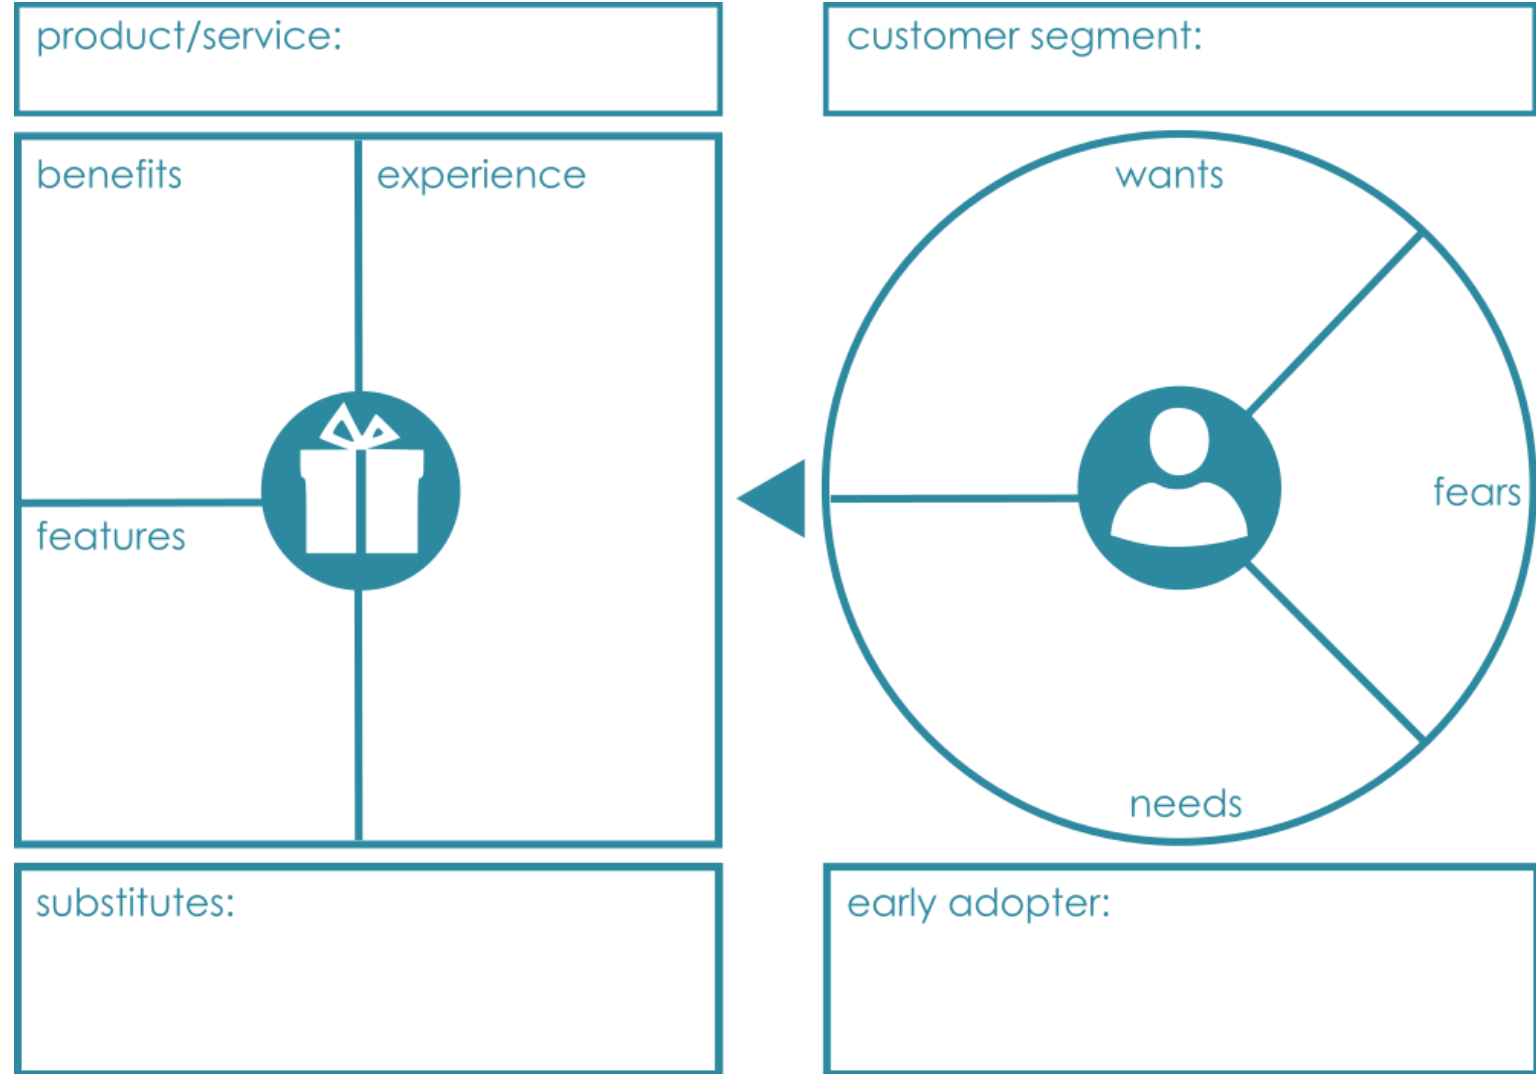 product/service:
customer segment:
benefits
experience
wants
features
fears
needs
substitutes:
early adopter: